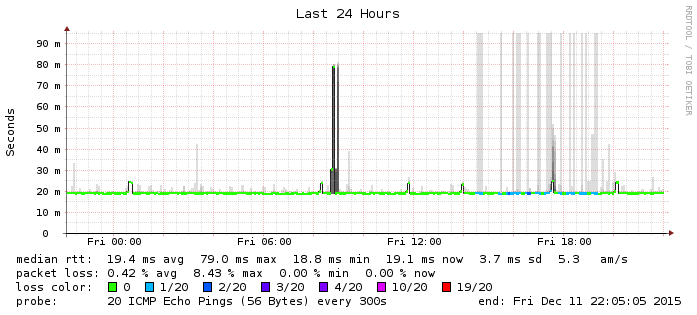 Last 24 Hours
RRDTOOL / TOBI OETIKER
Seconds
90 m
80 m
70 m
60 m
50 m
40 m
30 m
20 m
10 m
0
Fri 00:00 Fri 06:00 Fri 12:00 Fri 18:00
median rtt: 19.4 ms avg 79.0 ms max 18.8 ms min 19.1 ms now 3.7 ms sd 5.3 am/s
packet loss: 0.42 % avg 8.43 % max 0.00 % min 0.00 % now
loss color: 0 1/20 2/20 3/20 4/20 10/20 19/20
probe: 20 ICMP Echo Pings (56 Bytes) every 300s end: Fri Dec 11 22:05:05 2015